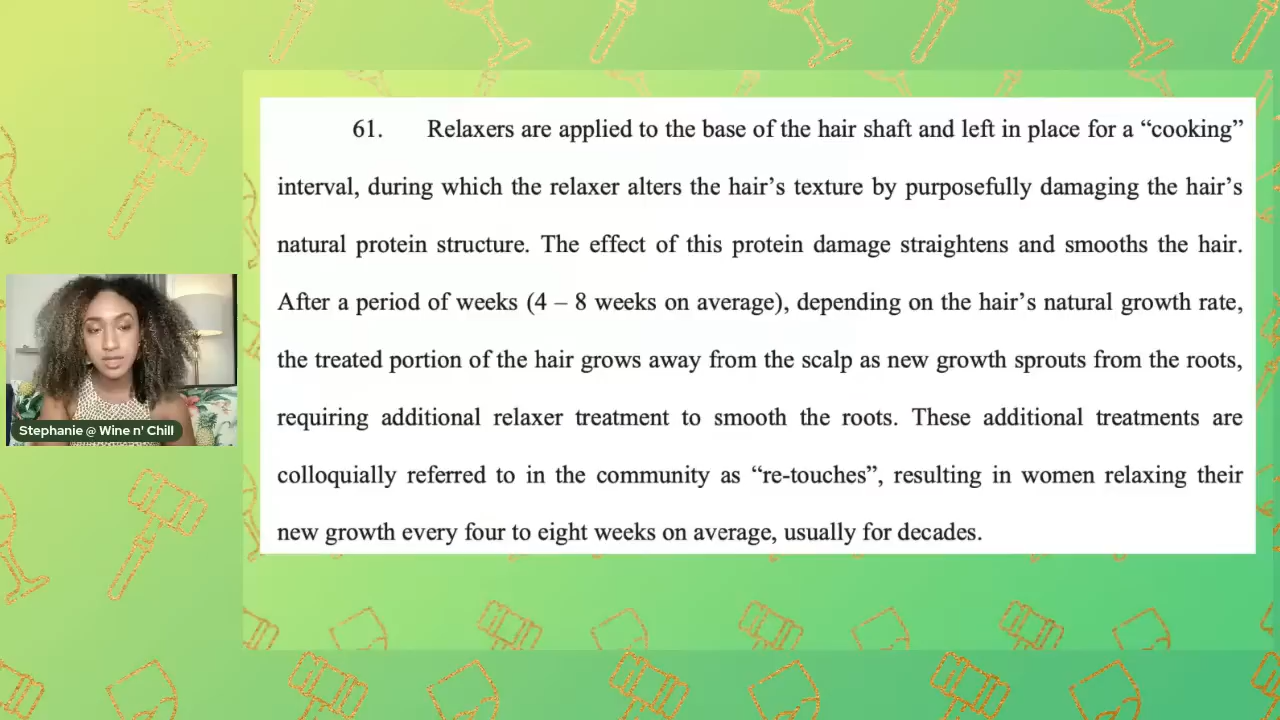 61. Relaxers are applied to the base of the hair shaft and left in place for a “cooking”
interval, during which the relaxer alters the hair’s texture by purposefully damaging the hair’s
natural protein structure. The effect of this protein damage straightens and smooths the hair.
After a period of weeks (4 – 8 weeks on average), depending on the hair’s natural growth rate,
the treated portion of the hair grows away from the scalp as new growth sprouts from the roots,
requiring additional relaxer treatment to smooth the roots. These additional treatments are
colloquially referred to in the community as “re-touches”, resulting in women relaxing their
new growth every four to eight weeks on average, usually for decades.
Stephanie @ Wine n' Chill